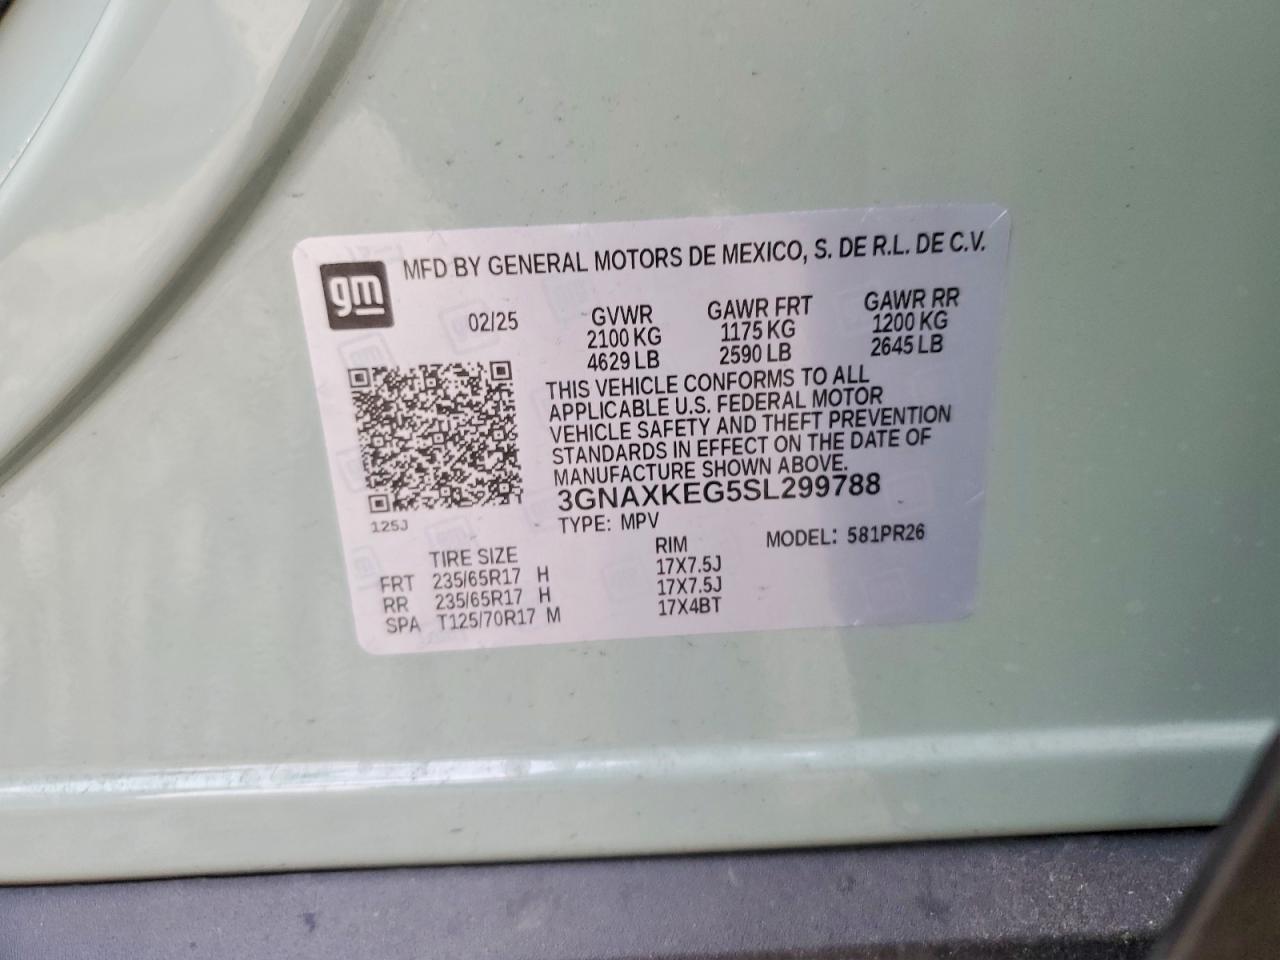 gm
MFD BY GENERAL MOTORS DE MEXICO, S. DE R.L. DE C.V.
02/25 GVWR GAWR FRT GAWR RR
2100 KG 1175 KG 1200 KG
4629 LB 2590 LB 2645 LB
THIS VEHICLE CONFORMS TO ALL
APPLICABLE U.S. FEDERAL MOTOR
VEHICLE SAFETY AND THEFT PREVENTION
STANDARDS IN EFFECT ON THE DATE OF
MANUFACTURE SHOWN ABOVE.
3GNAXKEG5SL299788
125J
TYPE: MPV MODEL: 581PR26
TIRE SIZE RIM
FRT 235/65R17 H 17X7.5J
RR 235/65R17 H 17X7.5J
SPA T125/70R17 M 17X4BT